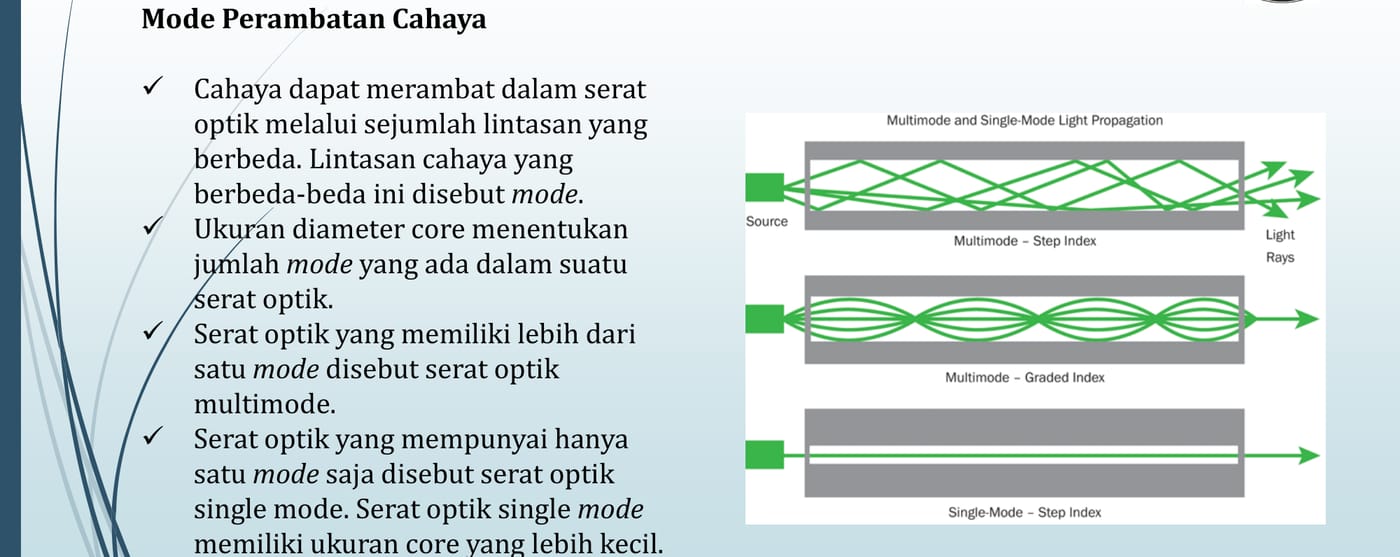 Mode Perambatan Cahaya
✓ Cahaya dapat merambat dalam serat
optik melalui sejumlah lintasan yang
berbeda. Lintasan cahaya yang
berbeda-beda ini disebut mode.
✓ Ukuran diameter core menentukan
jumlah mode yang ada dalam suatu
serat optik.
✓ Serat optik yang memiliki lebih dari
satu mode disebut serat optik
multimode.
✓ Serat optik yang mempunyai hanya
satu mode saja disebut serat optik
single mode. Serat optik single mode
memiliki ukuran core yang lebih kecil.
Multimode and Single-Mode Light Propagation
Source
Light
Rays
Multimode – Step Index
Multimode – Graded Index
Single-Mode – Step Index